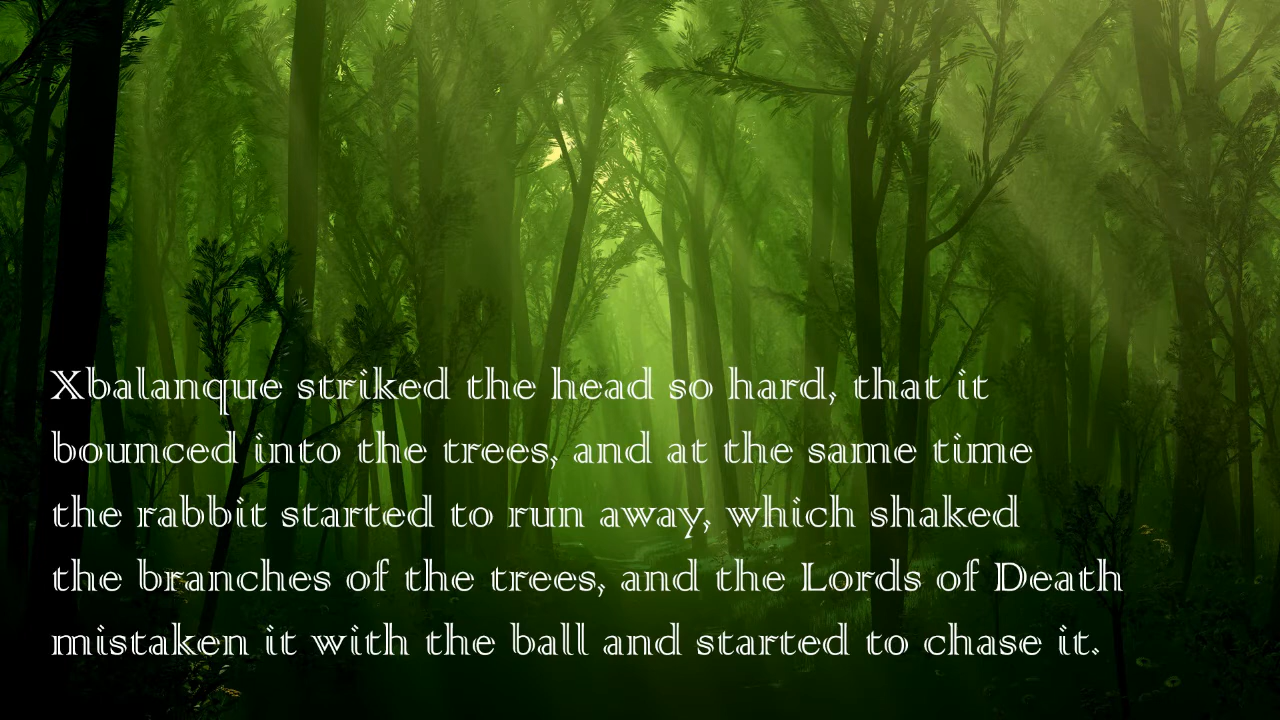 Xbalanque striked the head so hard, that it
bounced into the trees, and at the same time
the rabbit started to run away, which shaked
the branches of the trees, and the Lords of Death
mistaken it with the ball and started to chase it.